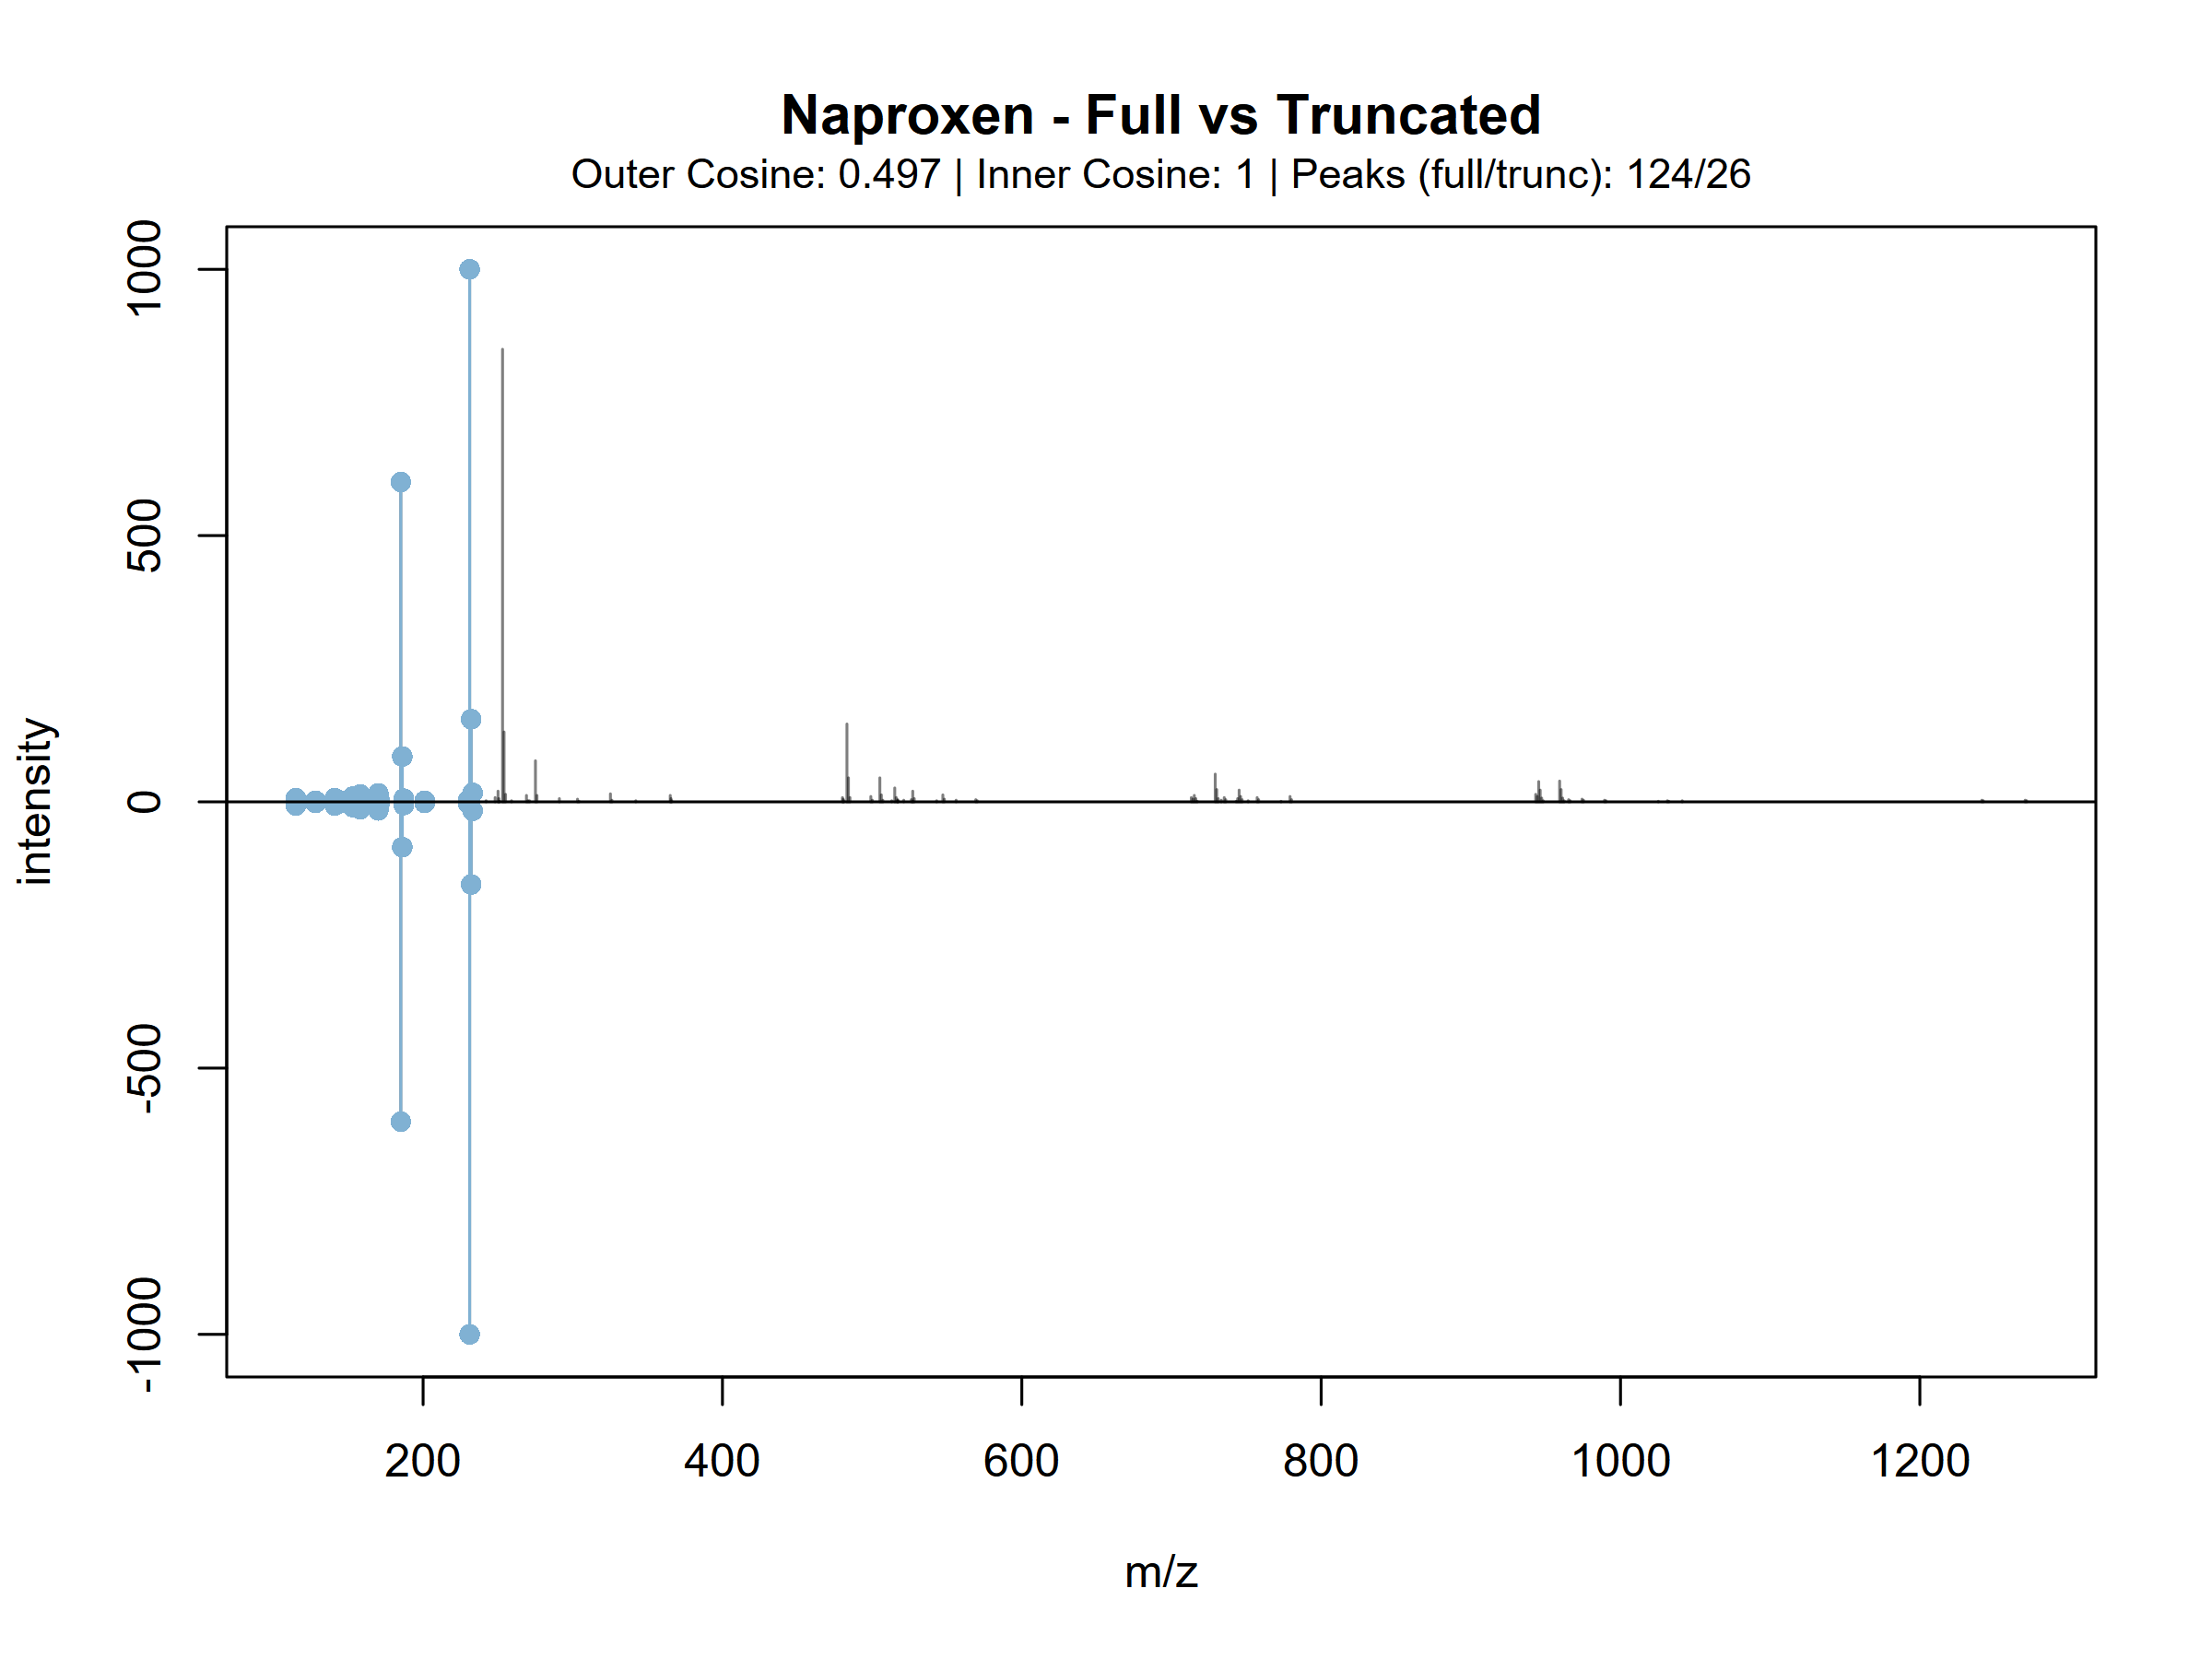 Naproxen - Full vs Truncated
Outer Cosine: 0.497 | Inner Cosine: 1 | Peaks (full/trunc): 124/26
1000
500
0
-500
-1000
intensity
200 400 600 800 1000 1200
m/z